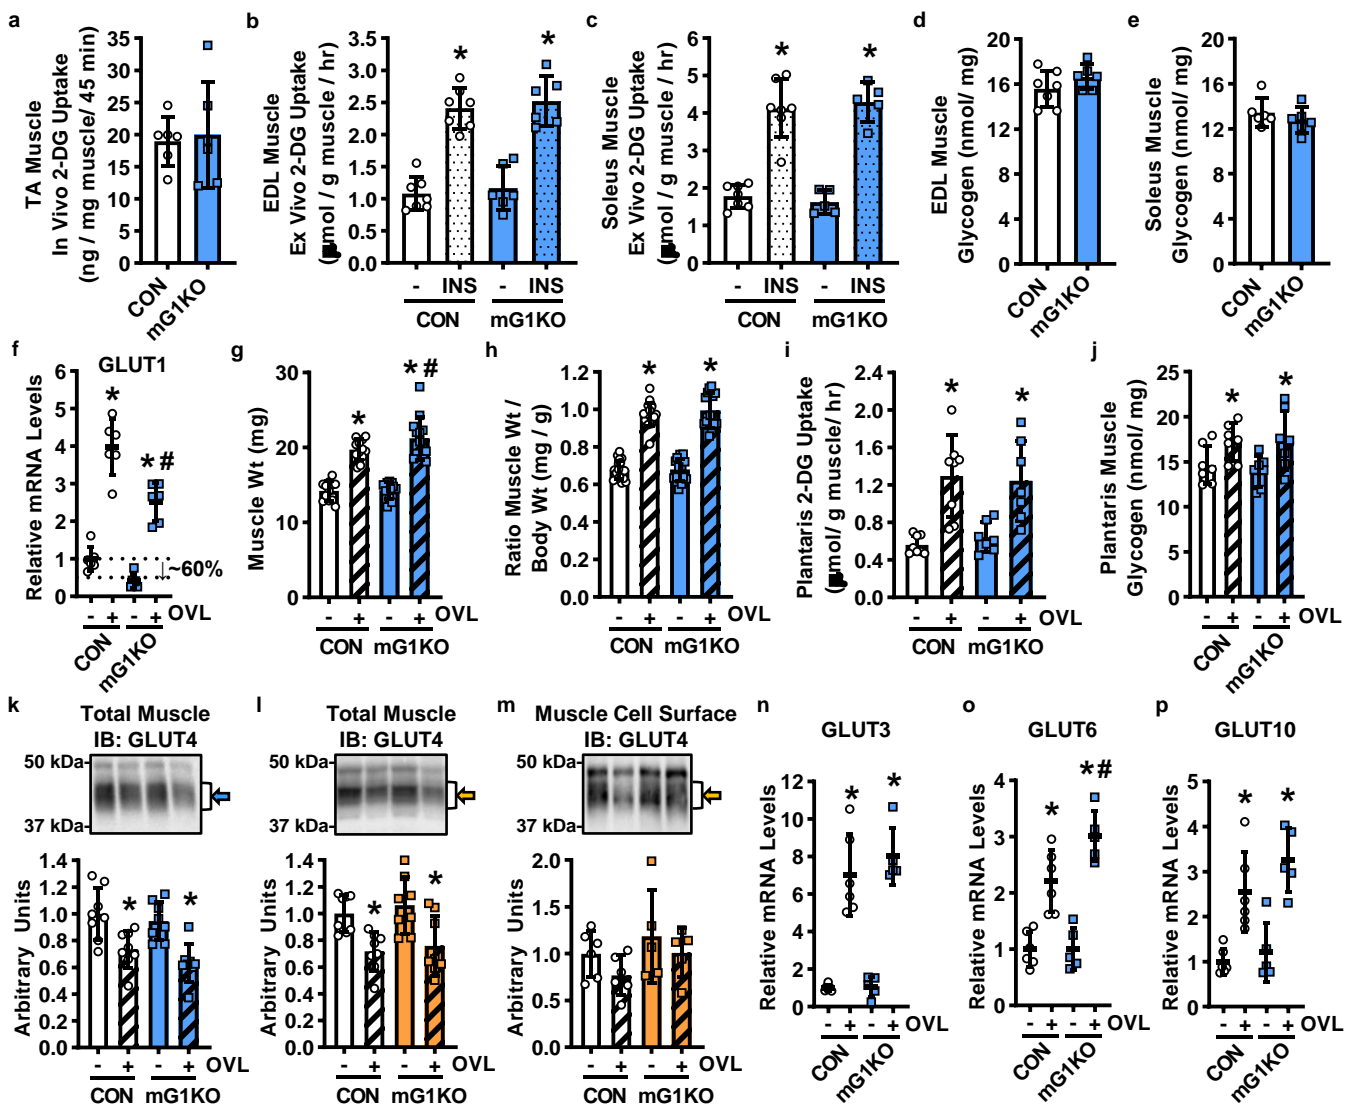 a
TA Muscle
In Vivo 2-DG Uptake
(ng / mg muscle/ 45 min)
35
30
25
20
15
10
5
0
CON
mG1KO
b
EDL Muscle
Ex Vivo 2-DG Uptake
mol / g muscle / hr)
3.5
3.0
2.5
2.0
1.5
1.0
0.5
0.0
*
*
- INS - INS
CON mG1KO
c
Soleus Muscle
Ex Vivo 2-DG Uptake
mol / g muscle / hr)
6
5
4
3
2
1
0
*
*
- INS - INS
CON mG1KO
d
EDL Muscle
Glycogen (nmol/ mg)
20
16
12
8
4
0
CON
mG1KO
e
Soleus Muscle
Glycogen (nmol/ mg)
20
16
12
8
4
0
CON
mG1KO
f
GLUT1
Relative mRNA Levels
6
5
4
3
2
1
0
*
*#
↓~60%
- + - + OVL
CON
mG1KO
g
Muscle Wt (mg)
30
20
10
0
*
*#
- + - + OVL
CON mG1KO
h
Ratio Muscle Wt /
Body Wt (mg / g)
1.2
1.0
0.8
0.6
0.4
0.2
0.0
*
*
- + - + OVL
CON mG1KO
i
Plantaris 2-DG Uptake
mol/ g muscle/ hr)
2.4
2.0
1.6
1.2
0.8
0.4
0.0
*
*
- + - + OVL
CON mG1KO
j
Plantaris Muscle
Glycogen (nmol/ mg)
25
20
15
10
5
0
*
*
- + - + OVL
CON
mG1KO
k
Total Muscle
IB: GLUT4
50 kDa-
37 kDa-
Arbitrary Units
1.4
1.2
1.0
0.8
0.6
0.4
0.2
0.0
*
*
- + - + OVL
CON mG1KO
l
Total Muscle
IB: GLUT4
50 kDa-
37 kDa-
Arbitrary Units
1.4
1.2
1.0
0.8
0.6
0.4
0.2
0.0
*
*
- + - + OVL
CON mG1KO
m
Muscle Cell Surface
IB: GLUT4
50 kDa-
37 kDa-
Arbitrary Units
2.0
1.5
1.0
0.5
0.0
- + - + OVL
CON mG1KO
n
GLUT3
Relative mRNA Levels
12
10
8
6
4
2
0
*
*
- + - + OVL
CON
mG1KO
o
GLUT6
Relative mRNA Levels
4
3
2
1
0
*
*#
- + - + OVL
CON
mG1KO
p
GLUT10
Relative mRNA Levels
5
4
3
2
1
0
*
*
- + - + OVL
CON
mG1KO